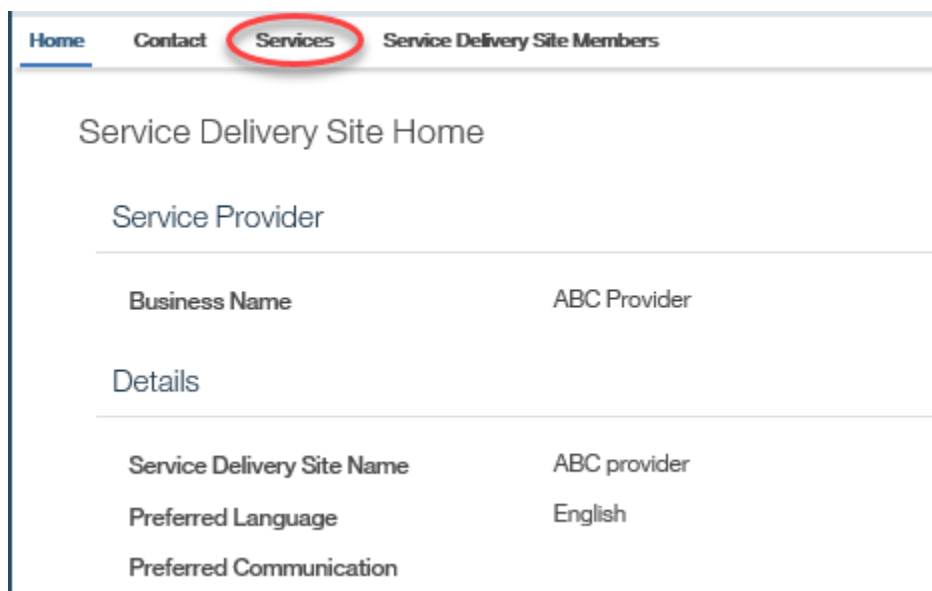 Home Contact Services Service Delivery Site Members
Service Delivery Site Home
Service Provider
Business Name ABC Provider
Details
Service Delivery Site Name ABC provider
Preferred Language English
Preferred Communication